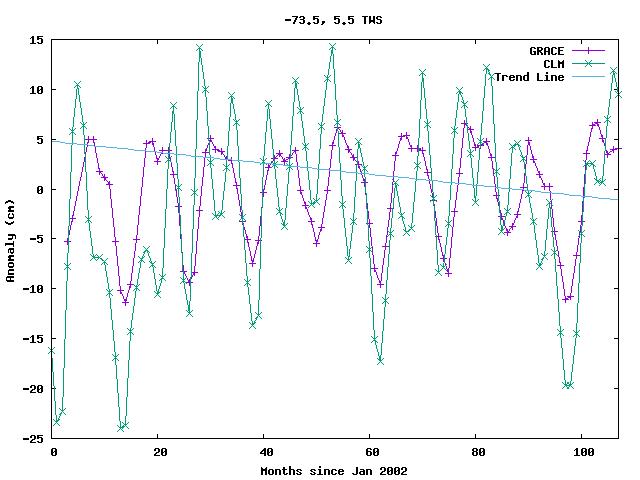 -73.5, 5.5 TWS
GRACE
CLM
Trend Line
15
10
5
0
-5
-10
-15
-20
-25
Anomaly (cm)
0 20 40 60 80 100
Months since Jan 2002